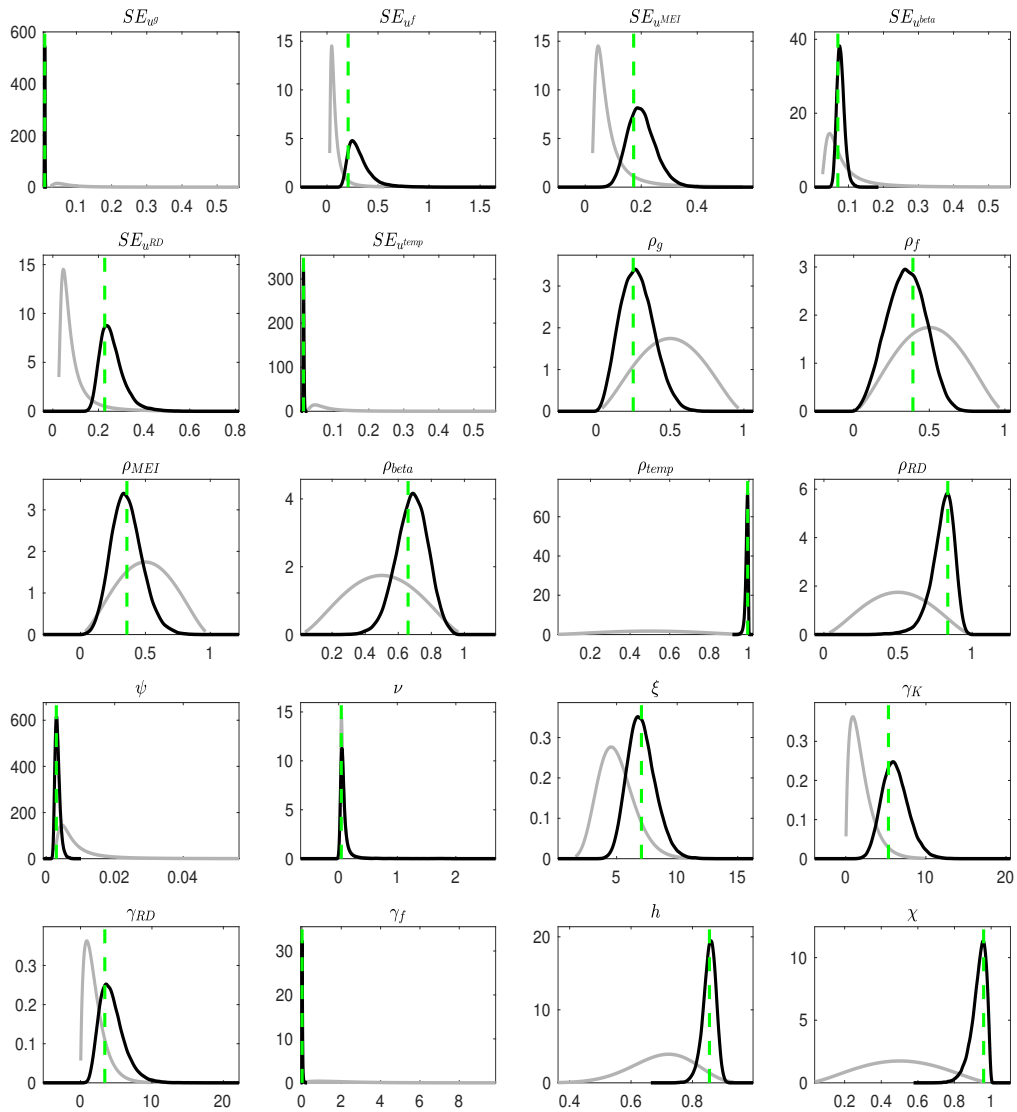 SE_{u^g} SE_{u^f} SE_{u^{MEI}} SE_{u^{beta}}
600 400 200 0 0.1 0.2 0.3 0.4 0.5
15 10 5 0 0 0.5 1 1.5
15 10 5 0 0 0.2 0.4 0.6
40 20 0 0.1 0.2 0.3 0.4 0.5
SE_{u^{RD}} SE_{u^{temp}} ρ_g ρ_f
15 10 5 0 0 0.2 0.4 0.6 0.8
300 200 100 0 0.1 0.2 0.3 0.4 0.5
3 2 1 0 0 0.5 1
3 2 1 0 0 0.5 1
ρ_{MEI} ρ_{beta} ρ_{temp} ρ_{RD}
3 2 1 0 0 0.5 1
4 2 0 0.2 0.4 0.6 0.8 1
60 40 20 0 0.2 0.4 0.6 0.8 1
6 4 2 0 0 0.5 1
ψ ν ξ γ_K
600 400 200 0 0 0.02 0.04
15 10 5 0 0 1 2
0.3 0.2 0.1 0 5 10 15
0.3 0.2 0.1 0 0 10 20
γ_{RD} γ_f h χ
0.3 0.2 0.1 0 0 10 20
35 30 20 10 0 0 2 4 6 8
20 10 0 0.4 0.6 0.8
10 5 0 0.2 0.4 0.6 0.8 1